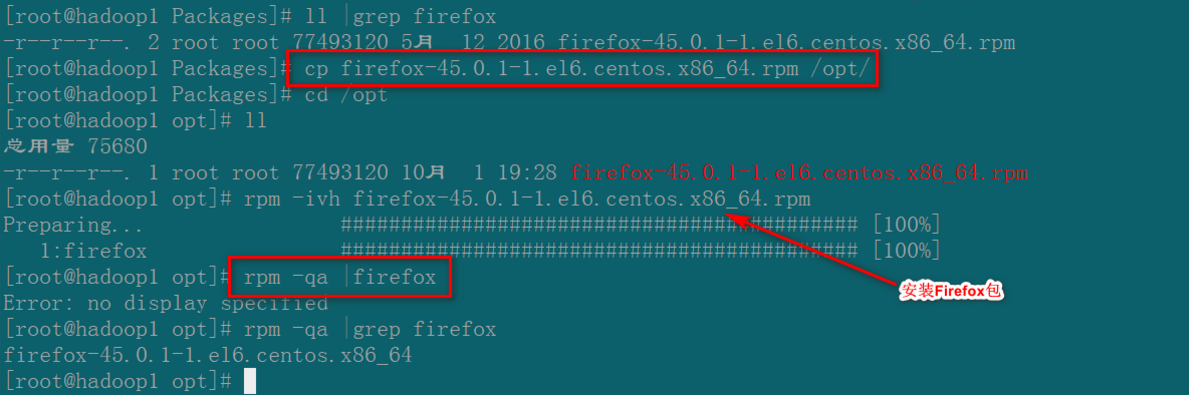 [root@hadoop1 Packages]# ll |grep firefox
-r--r--r--. 2 root root 77493120 5月  12 2016 firefox-45.0.1-1.el6.centos.x86_64.rpm
[root@hadoop1 Packages]# cp firefox-45.0.1-1.el6.centos.x86_64.rpm /opt/
[root@hadoop1 Packages]# cd /opt
[root@hadoop1 opt]# ll
总用量 75680
-r--r--r--. 1 root root 77493120 10月  1 19:28 firefox-45.0.1-1.el6.centos.x86_64.rpm
[root@hadoop1 opt]# rpm -ivh firefox-45.0.1-1.el6.centos.x86_64.rpm
Preparing...                ########################################### [100%]
   1:firefox                ########################################### [100%]
[root@hadoop1 opt]# rpm -qa |firefox
安装Firefox包
Error: no display specified
[root@hadoop1 opt]# rpm -qa |grep firefox
firefox-45.0.1-1.el6.centos.x86_64
[root@hadoop1 opt]#